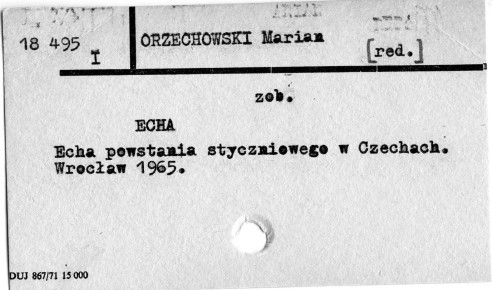 18 495 I
ORZECHOWSKI Marian
[red.]
zob.
ECHA
Echa powstania styczniowego w Czechach.
Wrocław 1965.
DUJ 867/71 15 000